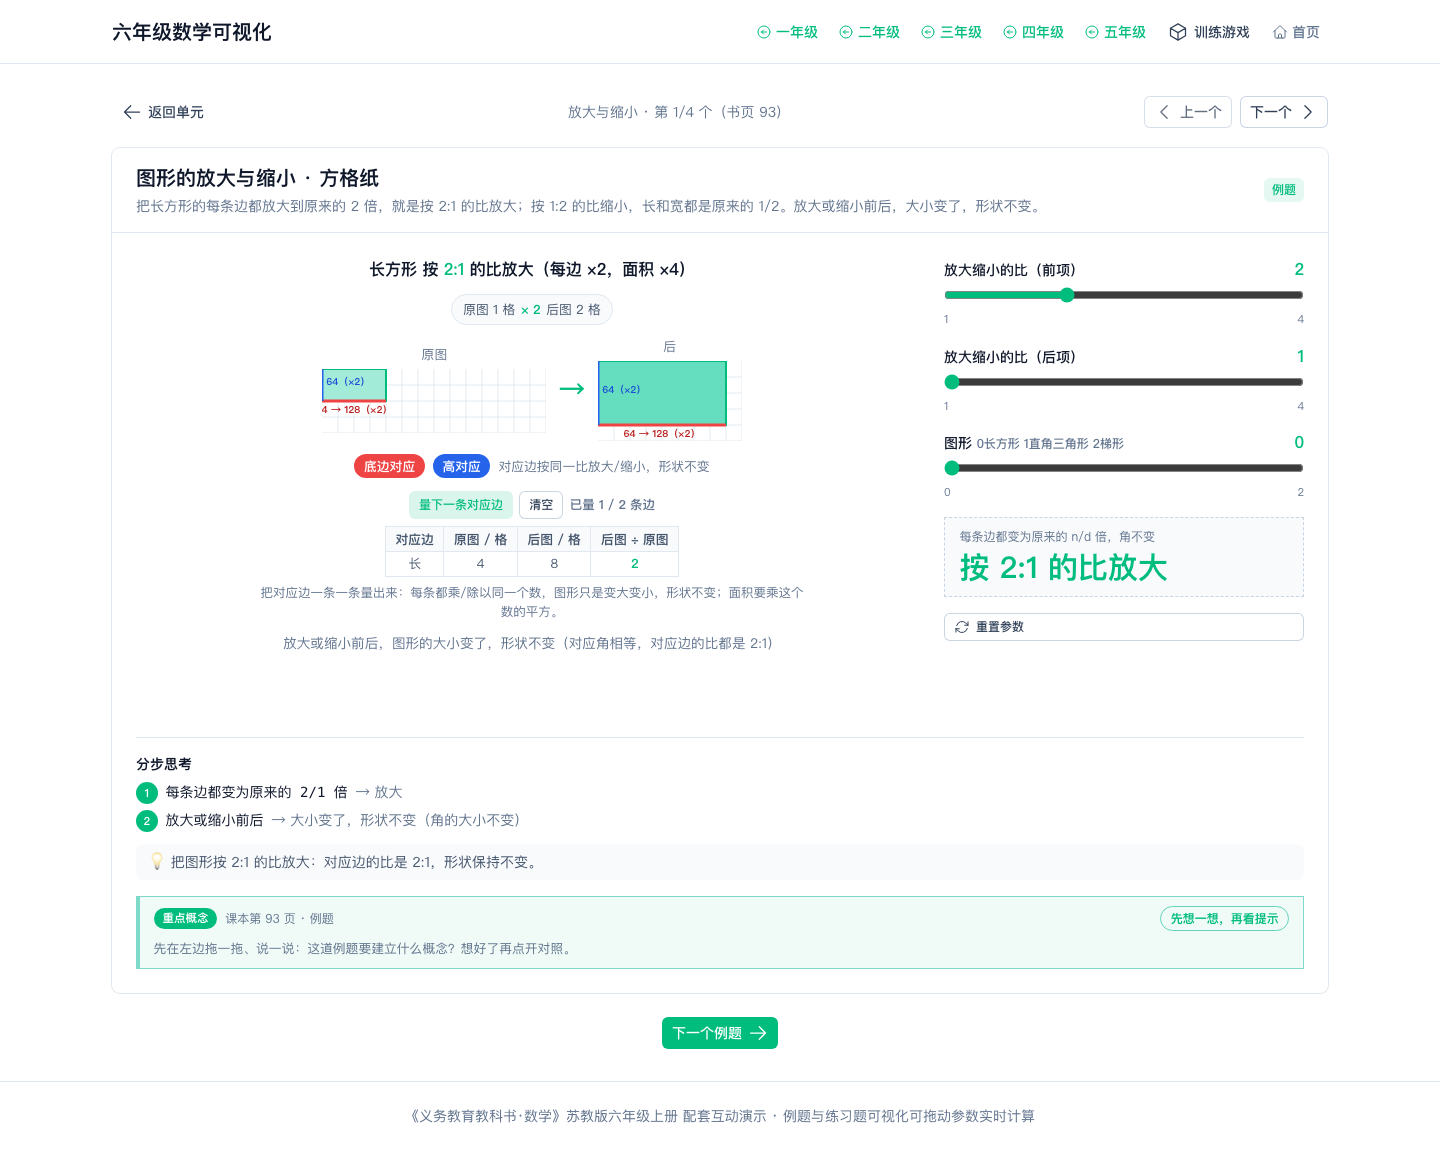 六年级数学可视化
一年级 二年级 三年级 四年级 五年级 训练游戏 首页
返回单元
放大与缩小 · 第 1/4 个（书页 93）
上一个 下一个
图形的放大与缩小 · 方格纸
把长方形的每条边都放大到原来的 2 倍，就是按 2:1 的比放大；按 1:2 的比缩小，长和宽都是原来的 1/2。放大或缩小前后，大小变了，形状不变。
例题
长方形 按 2:1 的比放大（每边 ×2，面积 ×4）
原图 1 格 × 2 后图 2 格
原图
64（×2）
4 → 128（×2）
后
64（×2）
64 → 128（×2）
底边对应 高对应 对应边按同一比放大/缩小，形状不变
量下一条对应边 清空 已量 1 / 2 条边
对应边 原图 / 格 后图 / 格 后图 ÷ 原图
长 4 8 2
把对应边一条一条量出来：每条都乘/除以同一个数，图形只是变大变小，形状不变；面积要乘这个
数的平方。
放大或缩小前后，图形的大小变了，形状不变（对应角相等，对应边的比都是 2:1）
放大缩小的比（前项） 2
1 4
放大缩小的比（后项） 1
1 4
图形 0长方形 1直角三角形 2梯形 0
0 2
每条边都变为原来的 n/d 倍，角不变
按 2:1 的比放大
重置参数
分步思考
1 每条边都变为原来的 2/1 倍 → 放大
2 放大或缩小前后 → 大小变了，形状不变（角的大小不变）
把图形按 2:1 的比放大：对应边的比是 2:1，形状保持不变。
重点概念 课本第 93 页 · 例题
先想一想，再看提示
先在左边拖一拖、说一说：这道例题要建立什么概念？想好了再点开对照。
下一个例题
《义务教育教科书·数学》苏教版六年级上册 配套互动演示 · 例题与练习题可视化可拖动参数实时计算